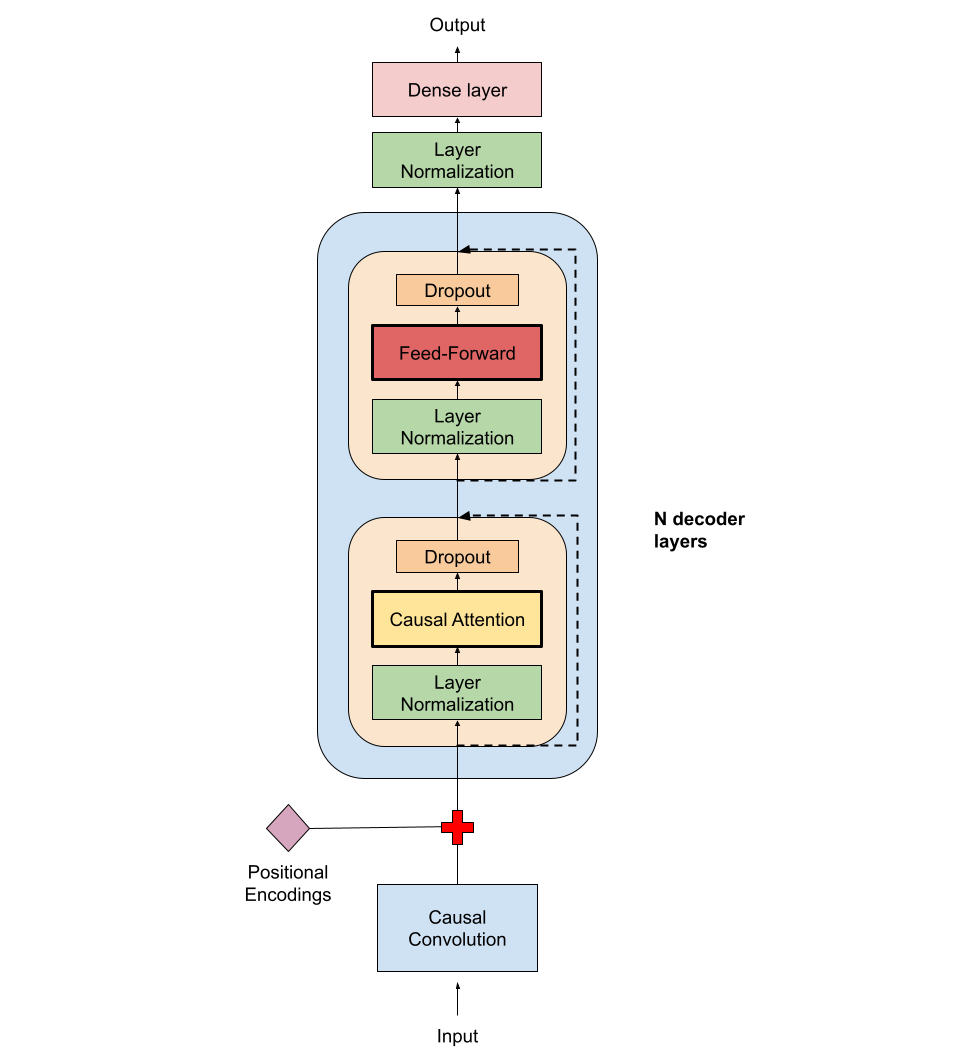 Output
Dense layer
Layer
Normalization
Dropout
Feed-Forward
Layer
Normalization
N decoder
layers
Dropout
Causal Attention
Layer
Normalization
Positional
Encodings
Causal
Convolution
Input